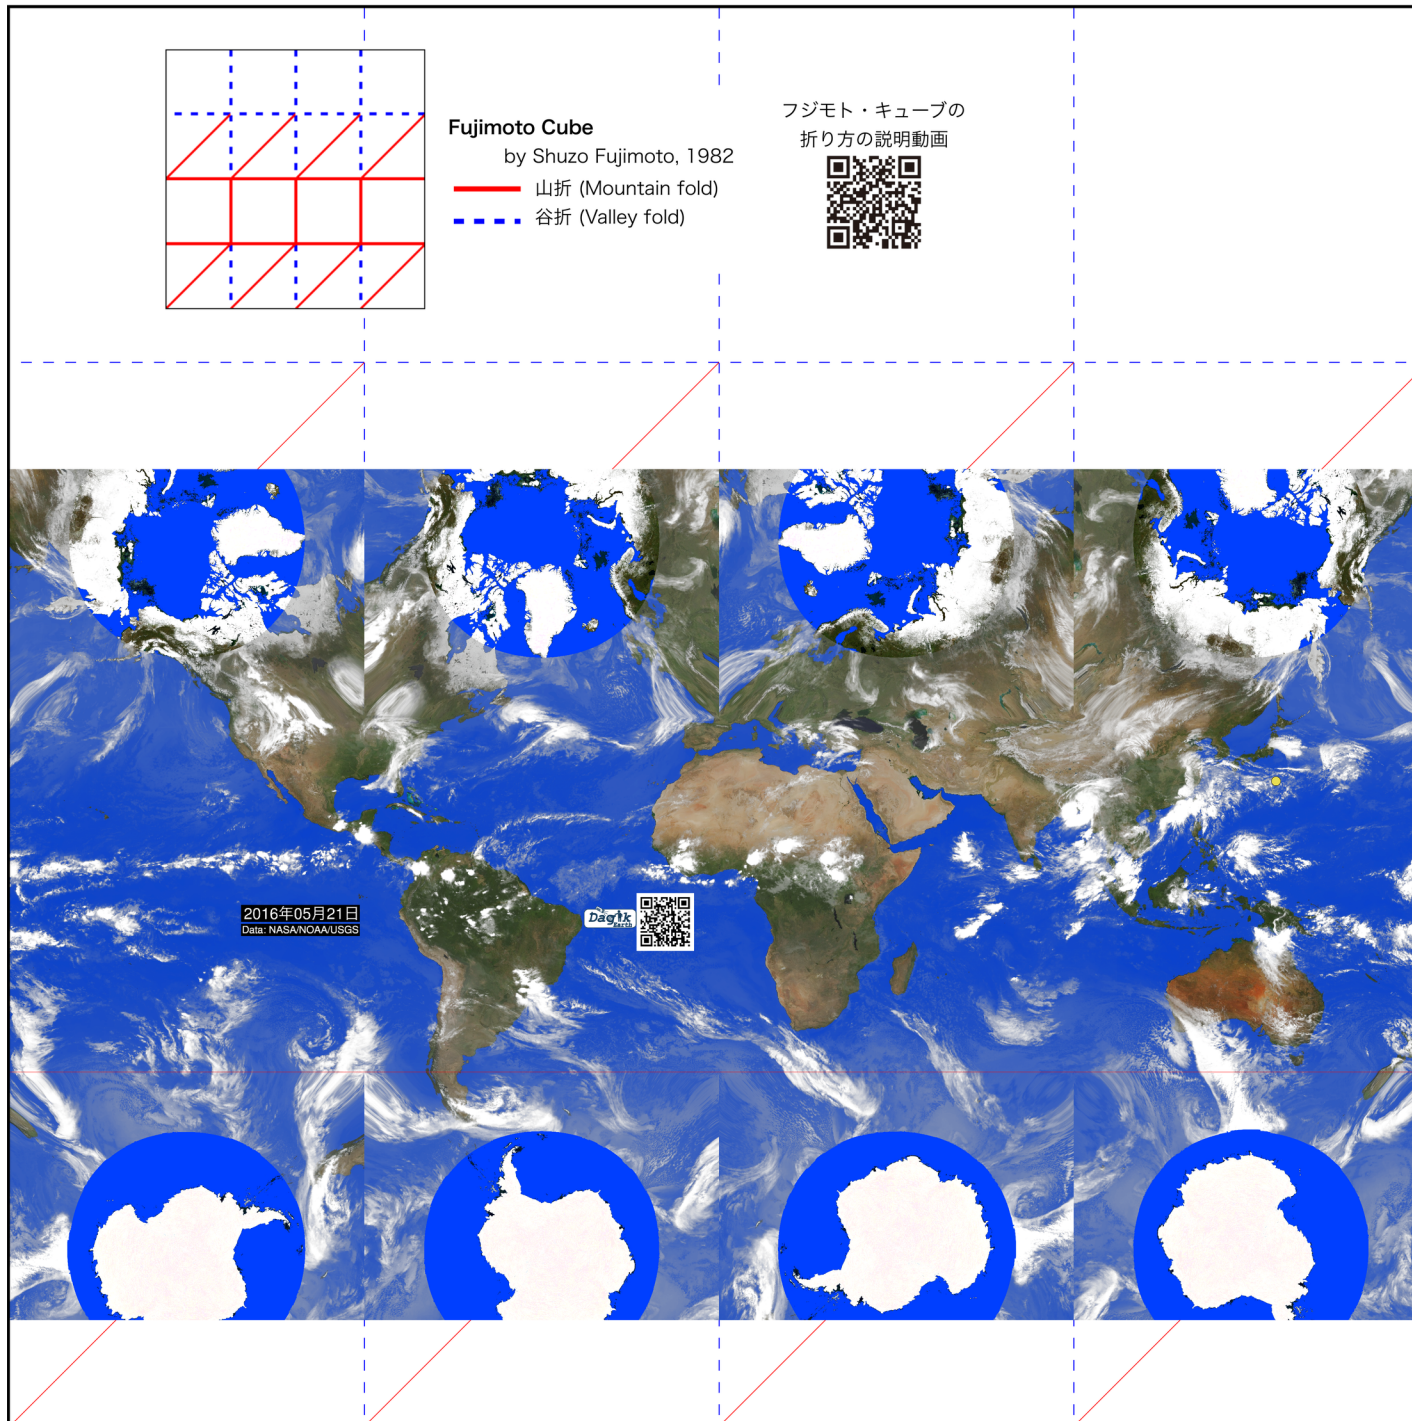 Fujimoto Cube
by Shuzo Fujimoto, 1982
山折 (Mountain fold)
谷折 (Valley fold)
フジモト・キューブの
折り方の説明動画
2016年05月21日
Data: NASA/NOAA/USGS
Dagik
Earth